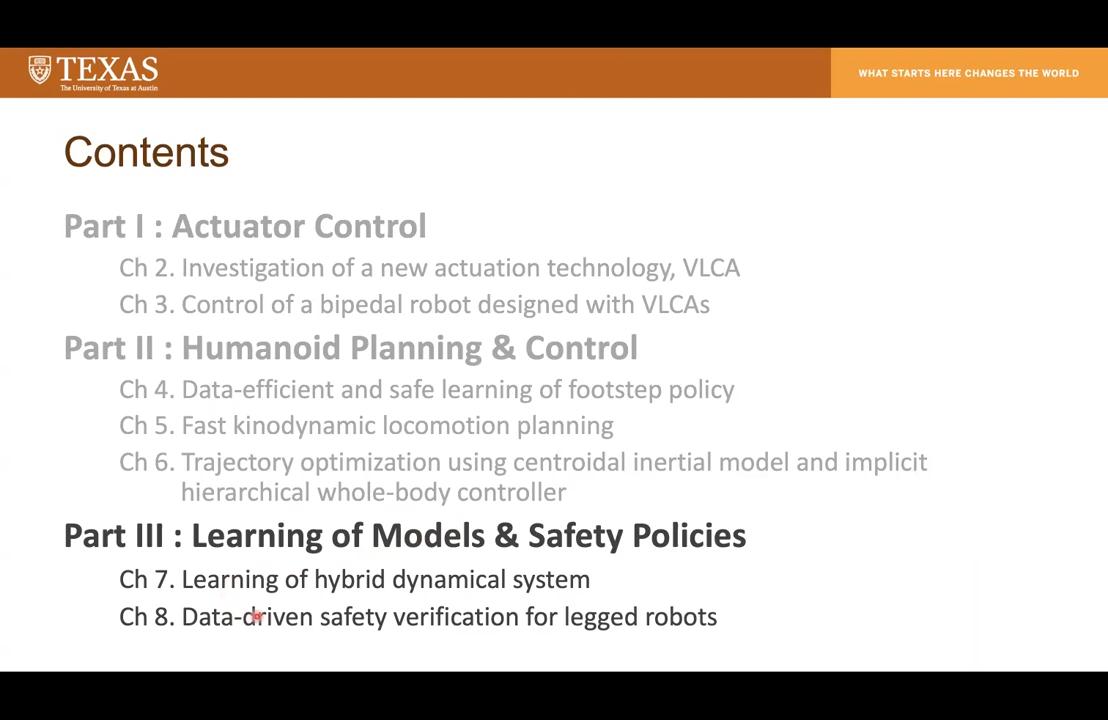 TEXAS
The University of Texas at Austin
WHAT STARTS HERE CHANGES THE WORLD
Contents
Part I : Actuator Control
Ch 2. Investigation of a new actuation technology, VLCA
Ch 3. Control of a bipedal robot designed with VLCAs
Part II : Humanoid Planning & Control
Ch 4. Data-efficient and safe learning of footstep policy
Ch 5. Fast kinodynamic locomotion planning
Ch 6. Trajectory optimization using centroidal inertial model and implicit
hierarchical whole-body controller
Part III : Learning of Models & Safety Policies
Ch 7. Learning of hybrid dynamical system
Ch 8. Data-driven safety verification for legged robots